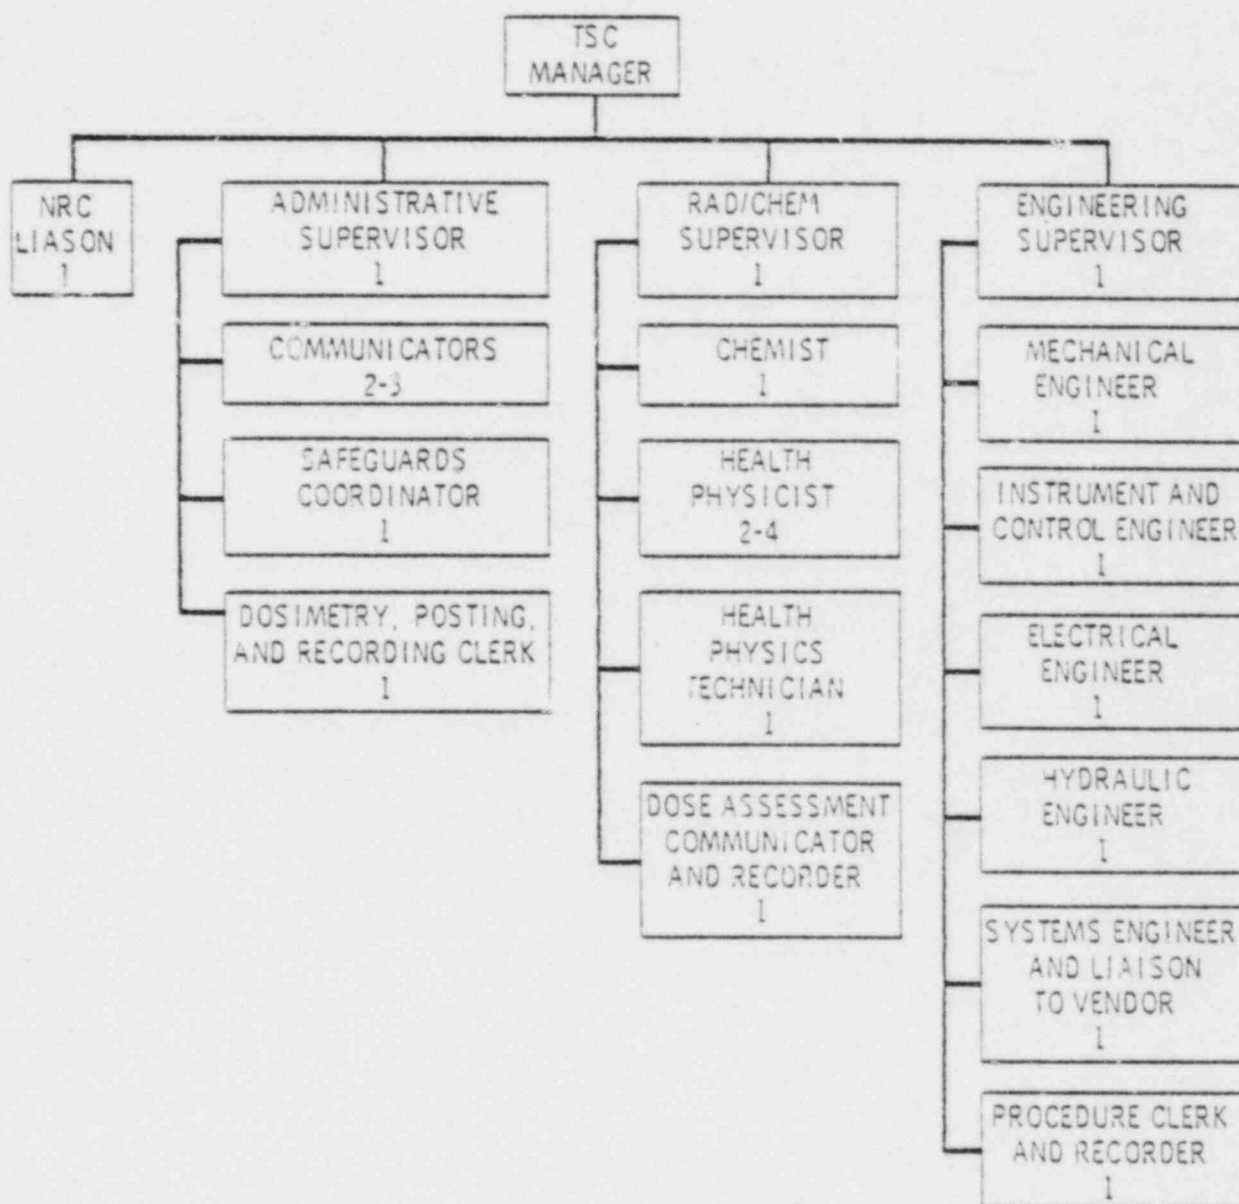 TSC
MANAGER
NRC
LIASON
1
ADMINISTRATIVE
SUPERVISOR
1
COMMUNICATORS
2-3
SAFEGUARDS
COORDINATOR
1
DOSIMETRY, POSTING,
AND RECORDING CLERK
1
RAD/CHEM
SUPERVISOR
1
CHEMIST
1
HEALTH
PHYSICIST
2-4
HEALTH
PHYSICS
TECHNICIAN
1
DOSE ASSESSMENT
COMMUNICATOR
AND RECORDER
1
ENGINEERING
SUPERVISOR
1
MECHANICAL
ENGINEER
1
INSTRUMENT AND
CONTROL ENGINEER
1
ELECTRICAL
ENGINEER
1
HYDRAULIC
ENGINEER
1
SYSTEMS ENGINEER
AND LIAISON
TO VENDOR
1
PROCEDURE CLERK
AND RECORDER
1